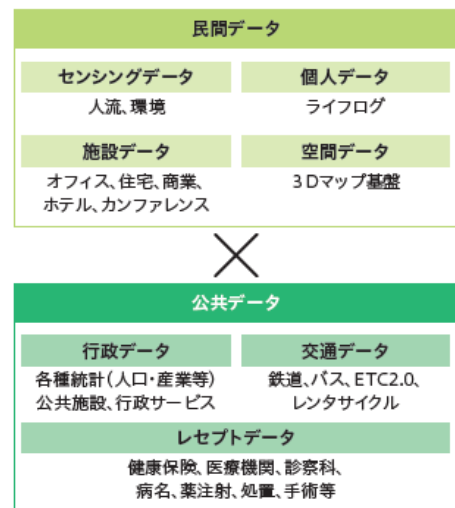 民間データ
センシングデータ
人流、環境
個人データ
ライフログ
施設データ
オフィス、住宅、商業、
ホテル、カンファレンス
空間データ
3Dマップ基盤
×
公共データ
行政データ
各種統計(人口・産業等)
公共施設、行政サービス
交通データ
鉄道、バス、ETC2.0、
レンタサイクル
レセプトデータ
健康保険、医療機関、診察科、
病名、薬注射、処置、手術等